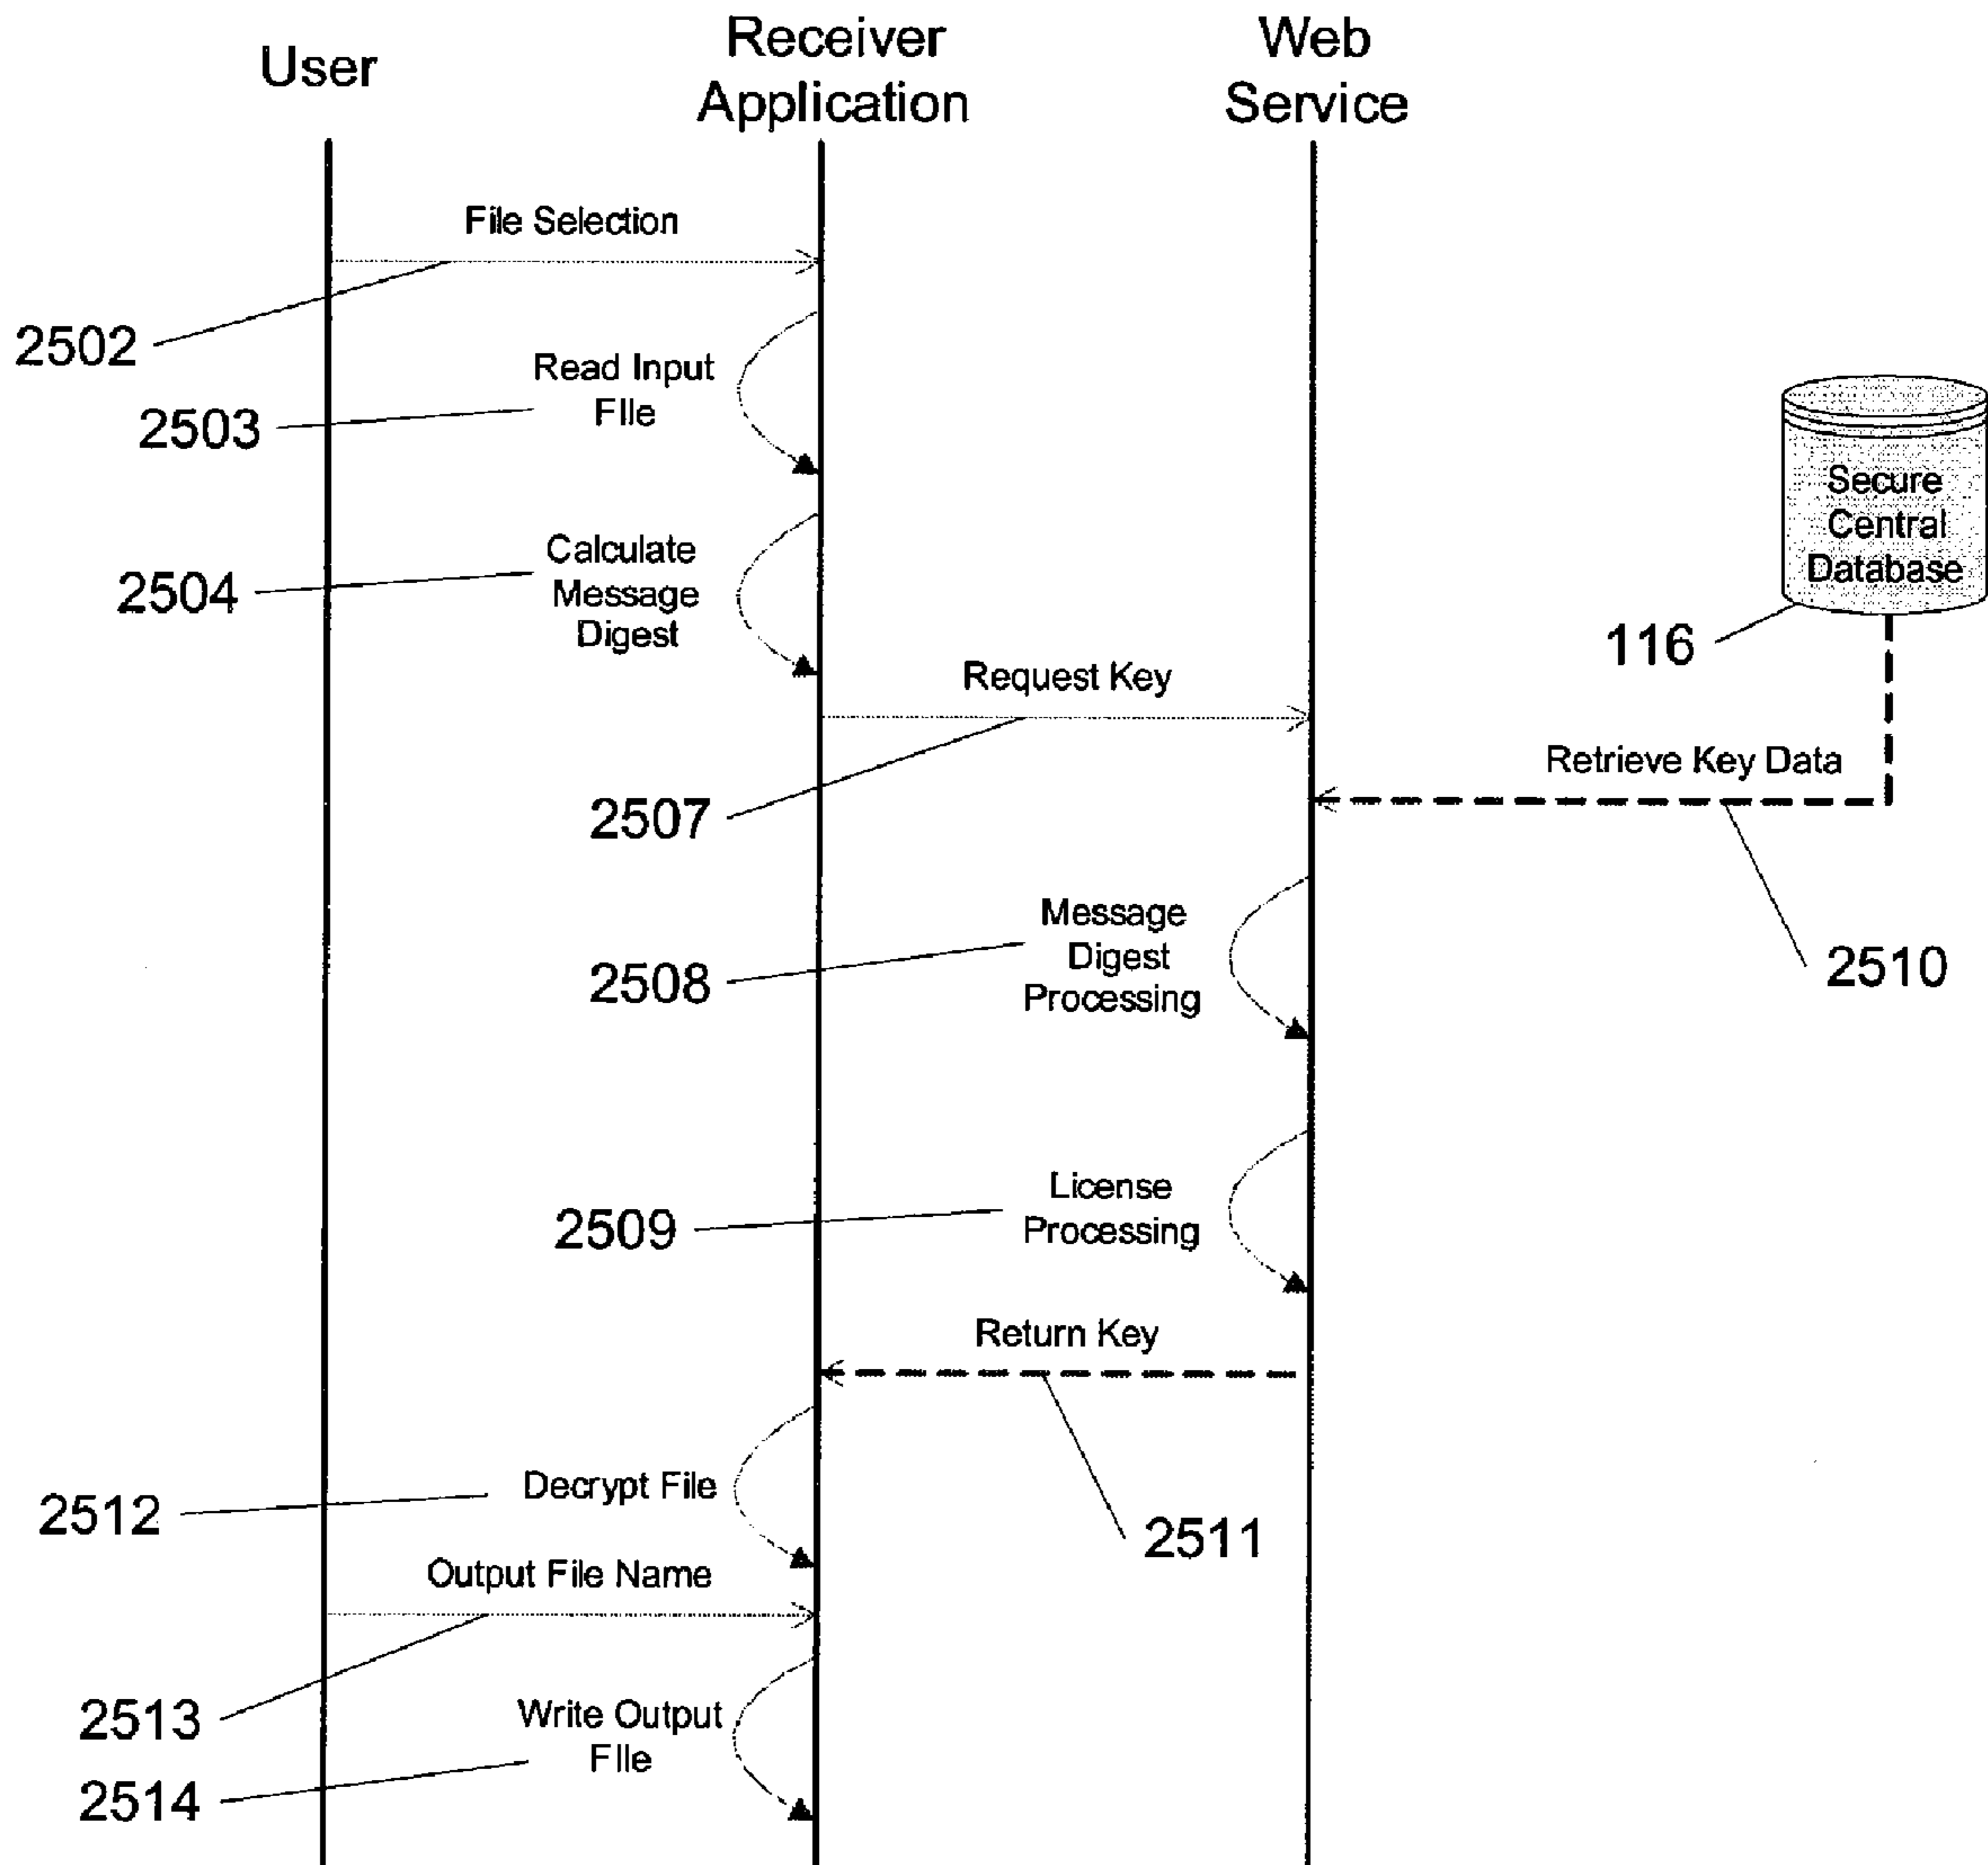 User
Receiver
Application
Web
Service
File Selection
2502
Read Input
FIle
2503
Secure
Central
Database
116
Calculate
Message
Digest
2504
Request Key
2507
Retrieve Key Data
2510
Message
Digest
Processing
2508
License
Processing
2509
Return Key
2511
Decrypt File
2512
Output File Name
2513
Write Output
FIle
2514